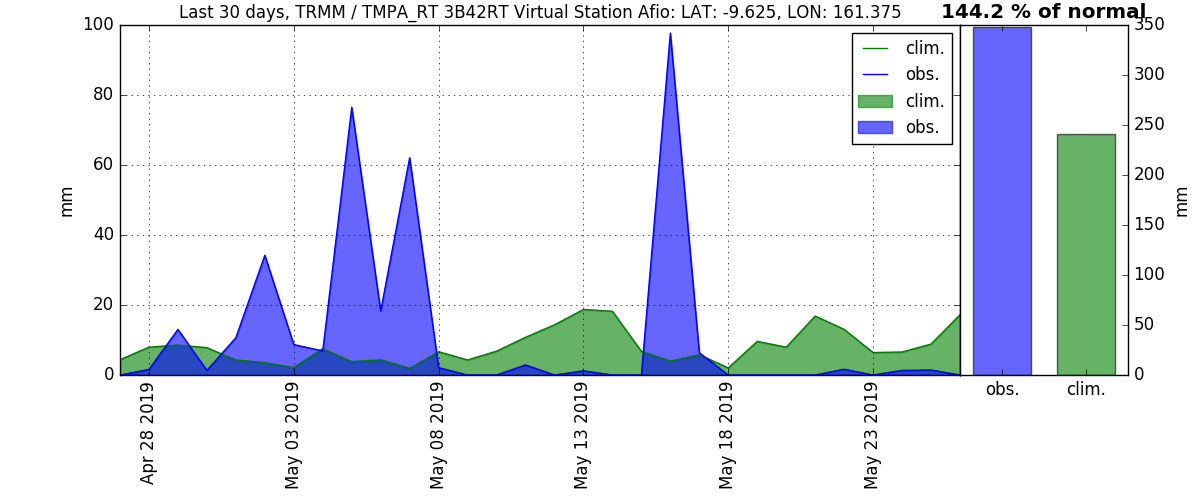 Last 30 days, TRMM / TMPA_RT 3B42RT Virtual Station Afio: LAT: -9.625, LON: 161.375
144.2 % of normal
100
80
60
40
20
0
mm
clim.
obs.
clim.
obs.
350
300
250
200
150
100
50
0
mm
Apr 28 2019
May 03 2019
May 08 2019
May 13 2019
May 18 2019
May 23 2019
obs.
clim.